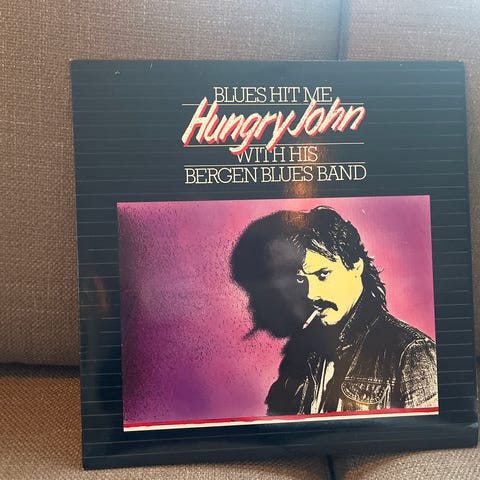 BLUES HIT ME
Hungry John
WITH HIS
BERGEN BLUES BAND